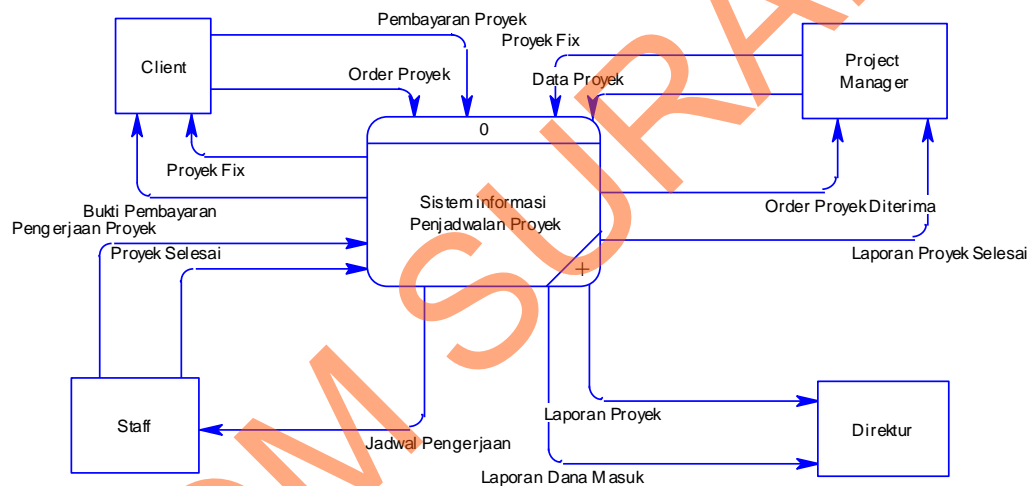 Pembayaran Proyek
Client
Order Proyek
Proyek Fix
Data Proyek
Project
Manager
0
Proyek Fix
Bukti Pembayaran
Sistem informasi
Penjadwalan Proyek
Order Proyek Diterima
Pengerjaan Proyek
Proyek Selesai
Laporan Proyek Selesai
Staff
Jadwal Pengerjaan
Laporan Proyek
Laporan Dana Masuk
Direktur
OM SURA